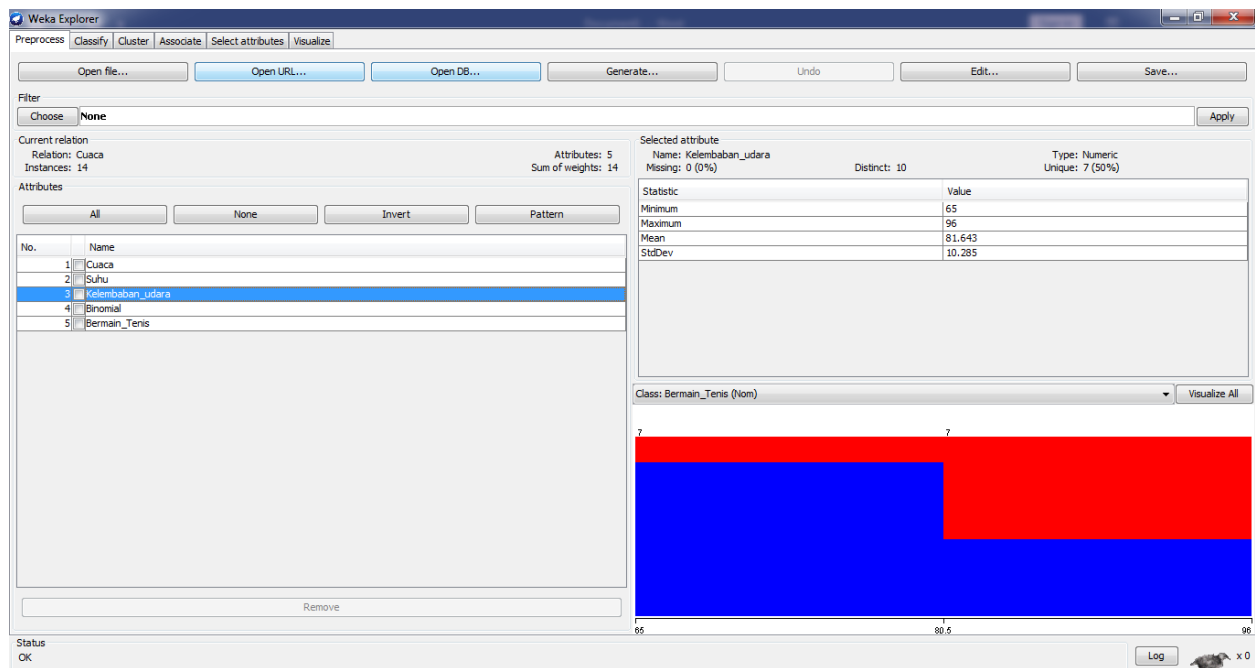 Weka Explorer
Preprocess Classify Cluster Associate Select attributes Visualize
Open file... Open URL... Open DB... Generate... Undo Edit... Save...
Filter
Choose None Apply
Current relation
Relation: Cuaca Attributes: 5
Instances: 14 Sum of weights: 14
Selected attribute
Name: Kelembaban_udara Type: Numeric
Missing: 0 (0%) Distinct: 10 Unique: 7 (50%)
Attributes
All None Invert Pattern
No. Name
1 Cuaca
2 Suhu
3 Kelembaban_udara
4 Binomial
5 Bermain_Tenis
Remove
Statistic Value
Minimum 65
Maximum 96
Mean 81.643
StdDev 10.285
Class: Bermain_Tenis (Nom) Visualize All
7 7
65 80.5 96
Status
OK Log x 0